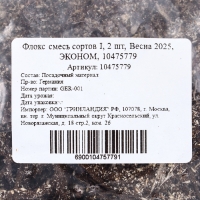 Флокс смесь сортов I, 2 шт, Весна 2025,
ЭКОНОМ, 10475779
Артикул: 10475779
Состав: Посадочный материал
Пр-во: Германия
Номер партии: GER-001
Дата урожая:
Дата упаковки:
Импортер: ООО "ГРИНЛАНДИЯ" РФ, 107078, г. Москва,
вн. тер. г. Муниципальный округ Красносельский, ул.
Новорязанская, д. 18 стр.2, ком. 26
6900104757791